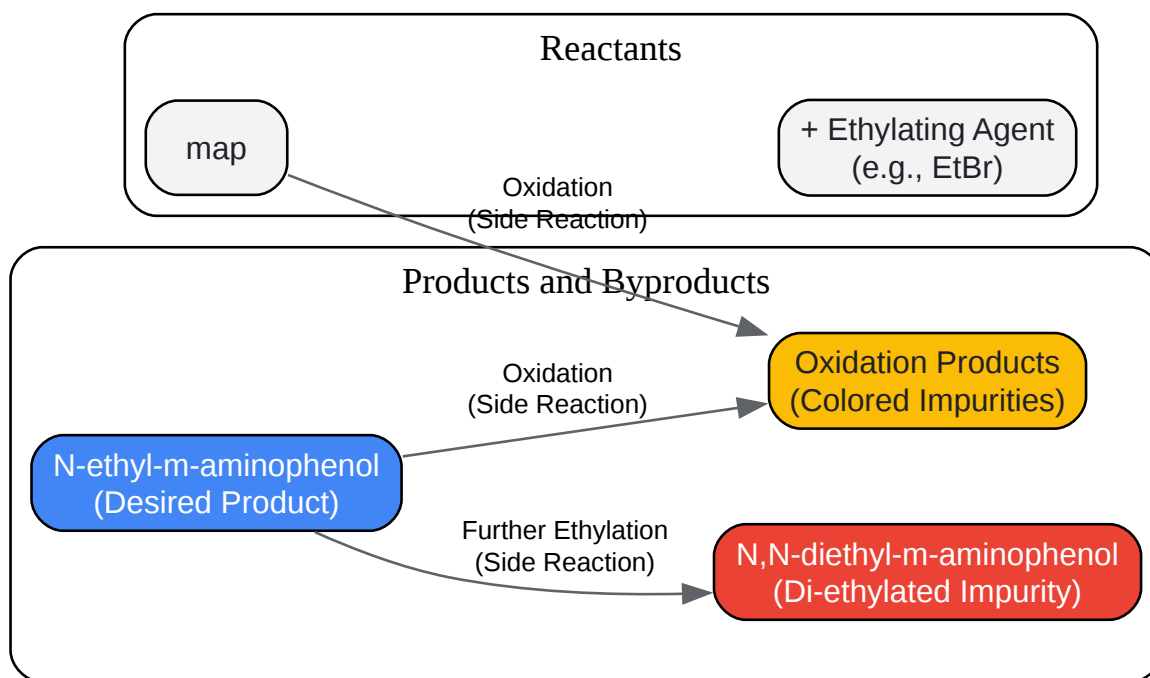 Reactants
map
+ Ethylating Agent
(e.g., EtBr)
Oxidation
(Side Reaction)
Products and Byproducts
Oxidation Products
(Colored Impurities)
Oxidation
(Side Reaction)
N-ethyl-m-aminophenol
(Desired Product)
Further Ethylation
(Side Reaction)
N,N-diethyl-m-aminophenol
(Di-ethylated Impurity)